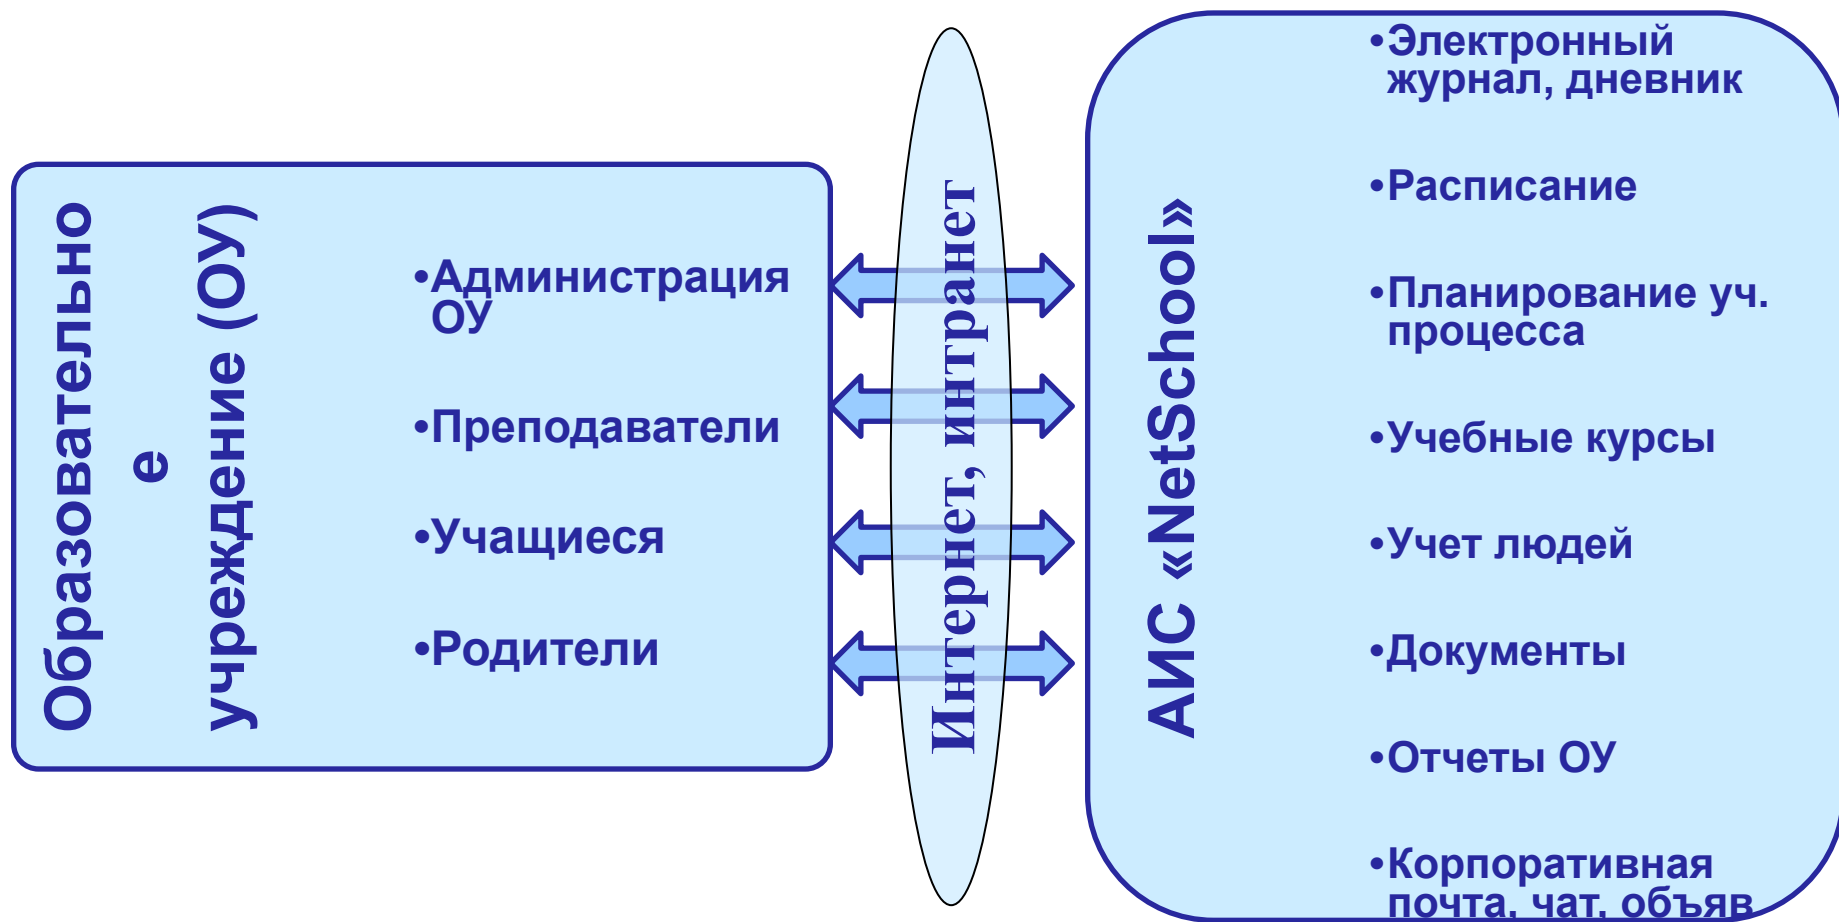 Образовательно
е
учреждение (ОУ)
•Администрация
ОУ
•Преподаватели
•Учащиеся
•Родители
Интернет, интранет
АИС «NetSchool»
•Электронный
журнал, дневник
•Расписание
•Планирование уч.
процесса
•Учебные курсы
•Учет людей
•Документы
•Отчеты ОУ
•Корпоративная
почта, чат, объяв